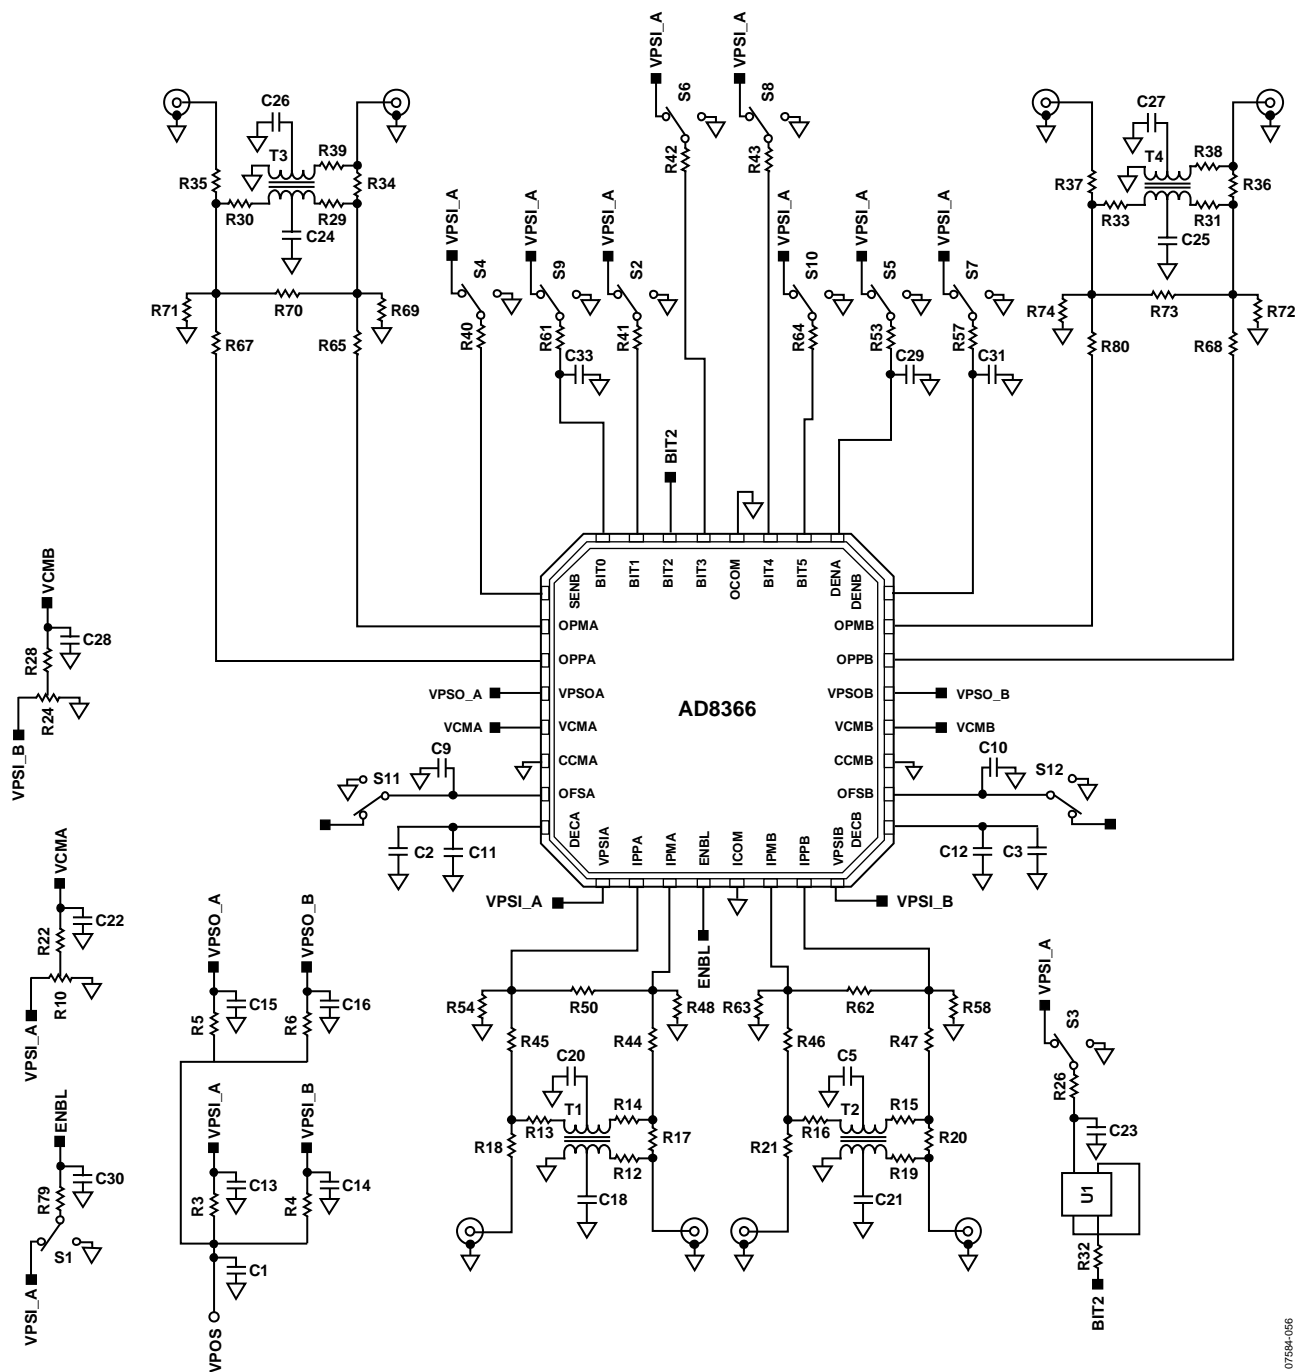 VPSI_A
VPSI_A
S6
S8
C26
C27
R42
R43
T3
R39
T4
R38
R35
R34
R37
R36
R30
R29
R33
R31
C24
C25
VPSI_A
VPSI_A
VPSI_A
VPSI_A
VPSI_A
VPSI_A
S4
S9
S2
S10
S5
S7
R71
R70
R69
R74
R73
R72
R67
R65
R40
R61
R41
R64
R53
R57
R80
R68
C33
C29
C31
BIT2
SENB
BIT0
BIT1
BIT2
BIT3
OCOM
BIT4
BIT5
DENA
DENB
VCMB
C28
R28
R24
VPSI_B
OPMA
OPMB
OPPA
OPPB
VPSO_A
VPSOA
AD8366
VPSOB
VPSO_B
VCMA
VCMA
VCMB
VCMB
C9
CCMA
CCMB
C10
S11
OFSA
OFSB
S12
C2
C11
DECA
VPSIA
IPPA
IPMA
ENBL
ICOM
IPMB
IPPB
VPSIB
DECB
C12
C3
VPSI_A
VPSI_B
VCMA
C22
R22
R10
VPSI_A
VPSO_A
VPSO_B
ENBL
VPSI_A
C15
C16
R5
R6
R54
R50
R48
R63
R62
R58
S3
R45
R44
R46
R47
C20
C5
R26
ENBL
VPSI_A
VPSI_B
T1
R14
T2
R15
R13
R16
C23
R18
R17
R21
R20
R12
R19
C30
R79
C13
C14
R3
R4
C18
C21
U1
S1
VPSI_A
C1
R32
VPOS
BIT2
07584-056